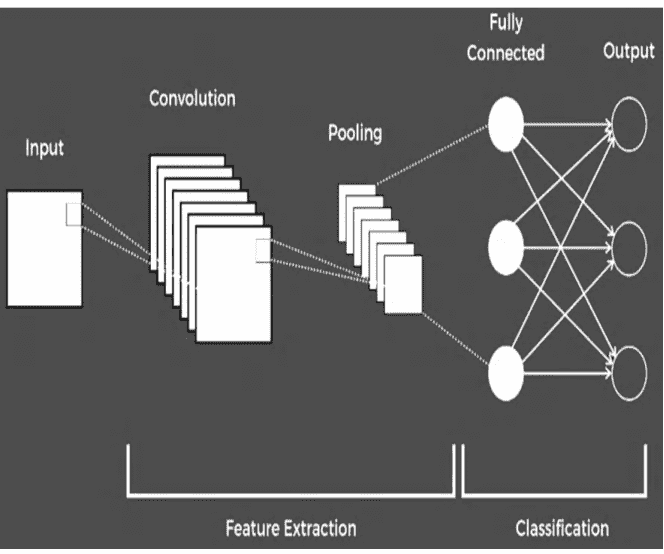 Input
Convolution
Pooling
Fully
Connected
Output
Feature Extraction
Classification